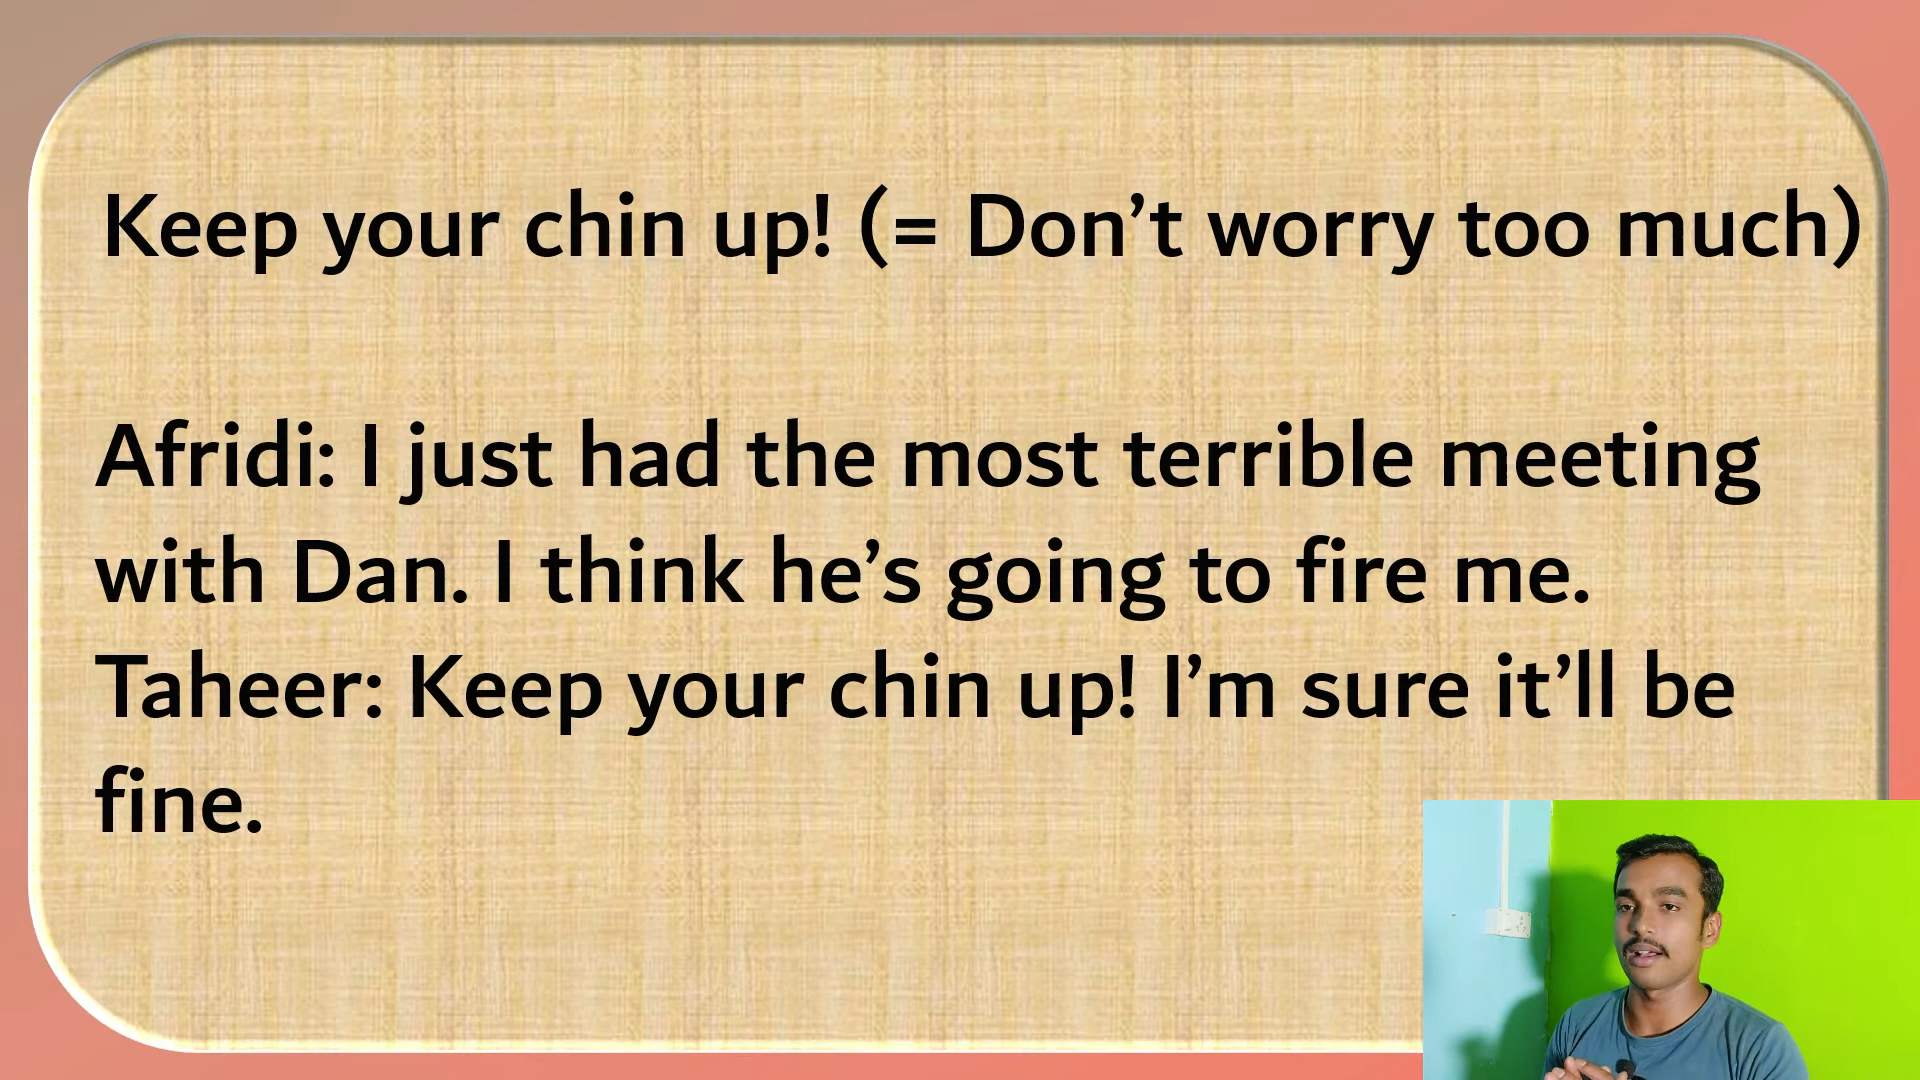 Keep your chin up! (= Don’t worry too much)
Afridi: I just had the most terrible meeting
with Dan. I think he’s going to fire me.
Taheer: Keep your chin up! I’m sure it’ll be
fine.